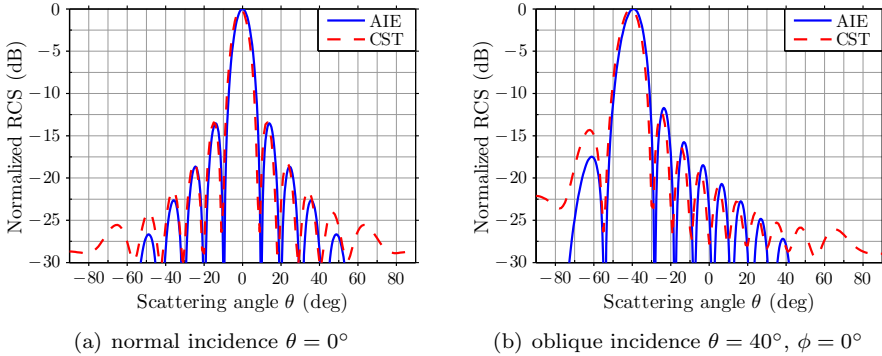 0
−5
−10
−15
−20
−25
−30
Normalized RCS (dB)
AIE
CST
−80 −60 −40 −20 0 20 40 60 80
Scattering angle θ (deg)
(a) normal incidence θ = 0°
0
−5
−10
−15
−20
−25
−30
Normalized RCS (dB)
AIE
CST
−80 −60 −40 −20 0 20 40 60 80
Scattering angle θ (deg)
(b) oblique incidence θ = 40°, ϕ = 0°